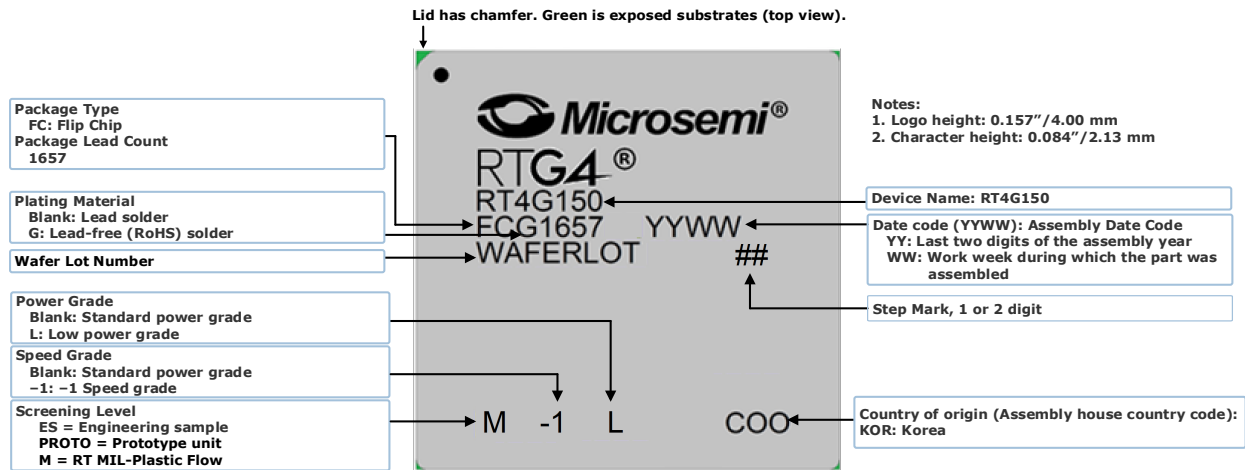 Lid has chamfer. Green is exposed substrates (top view).
Package Type
FC: Flip Chip
Package Lead Count
1657
Plating Material
Blank: Lead solder
G: Lead-free (RoHS) solder
Wafer Lot Number
Power Grade
Blank: Standard power grade
L: Low power grade
Speed Grade
Blank: Standard power grade
–1: –1 Speed grade
Screening Level
ES = Engineering sample
PROTO = Prototype unit
M = RT MIL-Plastic Flow
Microsemi®
RTG4®
RT4G150
FCG1657 YYWW
WAFERLOT ##
M -1 L COO
Notes:
1. Logo height: 0.157″/4.00 mm
2. Character height: 0.084″/2.13 mm
Device Name: RT4G150
Date code (YYWW): Assembly Date Code
YY: Last two digits of the assembly year
WW: Work week during which the part was
assembled
Step Mark, 1 or 2 digit
Country of origin (Assembly house country code):
KOR: Korea